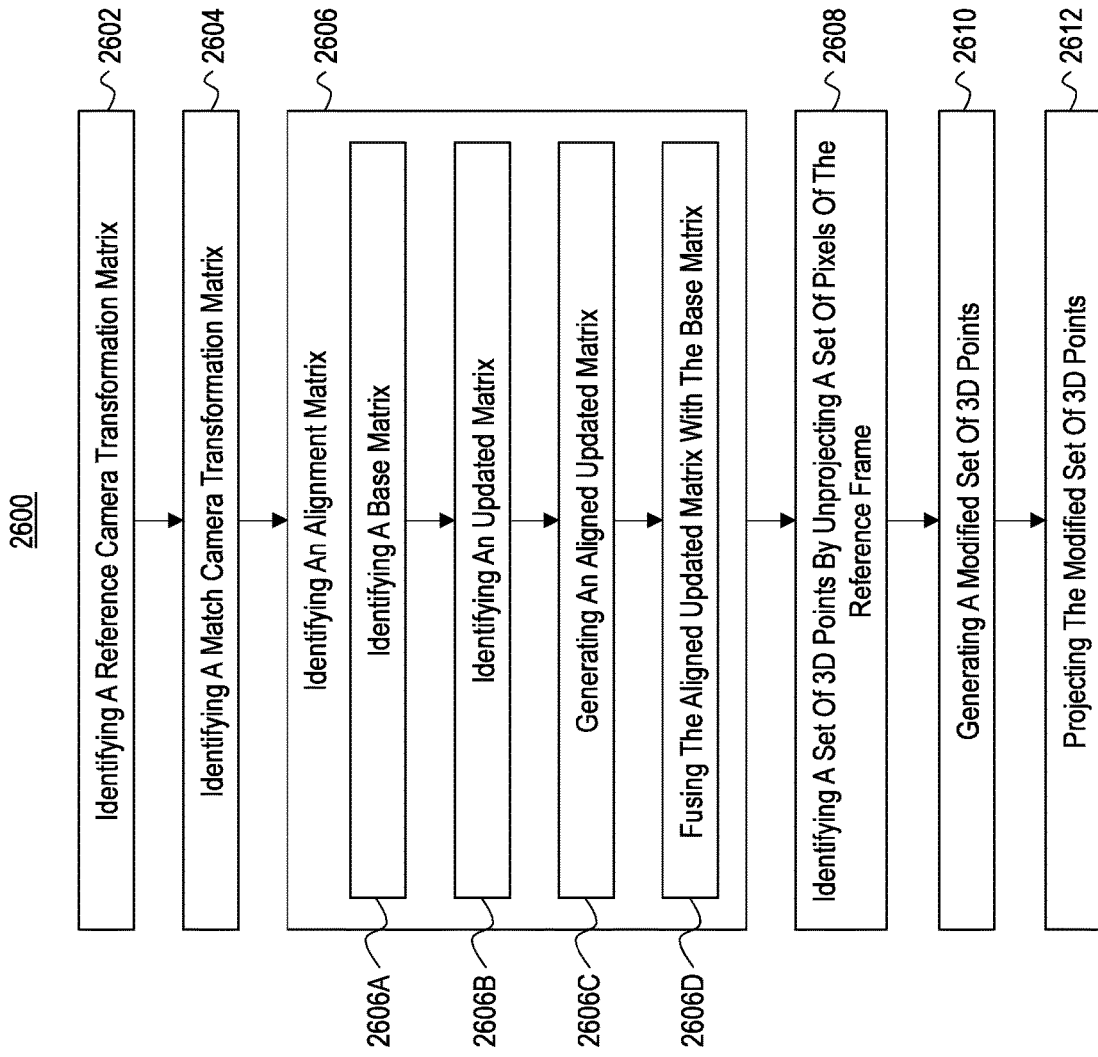 2600
Identifying A Reference Camera Transformation Matrix
2602
Identifying A Match Camera Transformation Matrix
2604
Identifying An Alignment Matrix
2606
Identifying A Base Matrix
2606A
Identifying An Updated Matrix
2606B
Generating An Aligned Updated Matrix
2606C
Fusing The Aligned Updated Matrix With The Base Matrix
2606D
Identifying A Set Of 3D Points By Unprojecting A Set Of Pixels Of The
Reference Frame
2608
Generating A Modified Set Of 3D Points
2610
Projecting The Modified Set Of 3D Points
2612